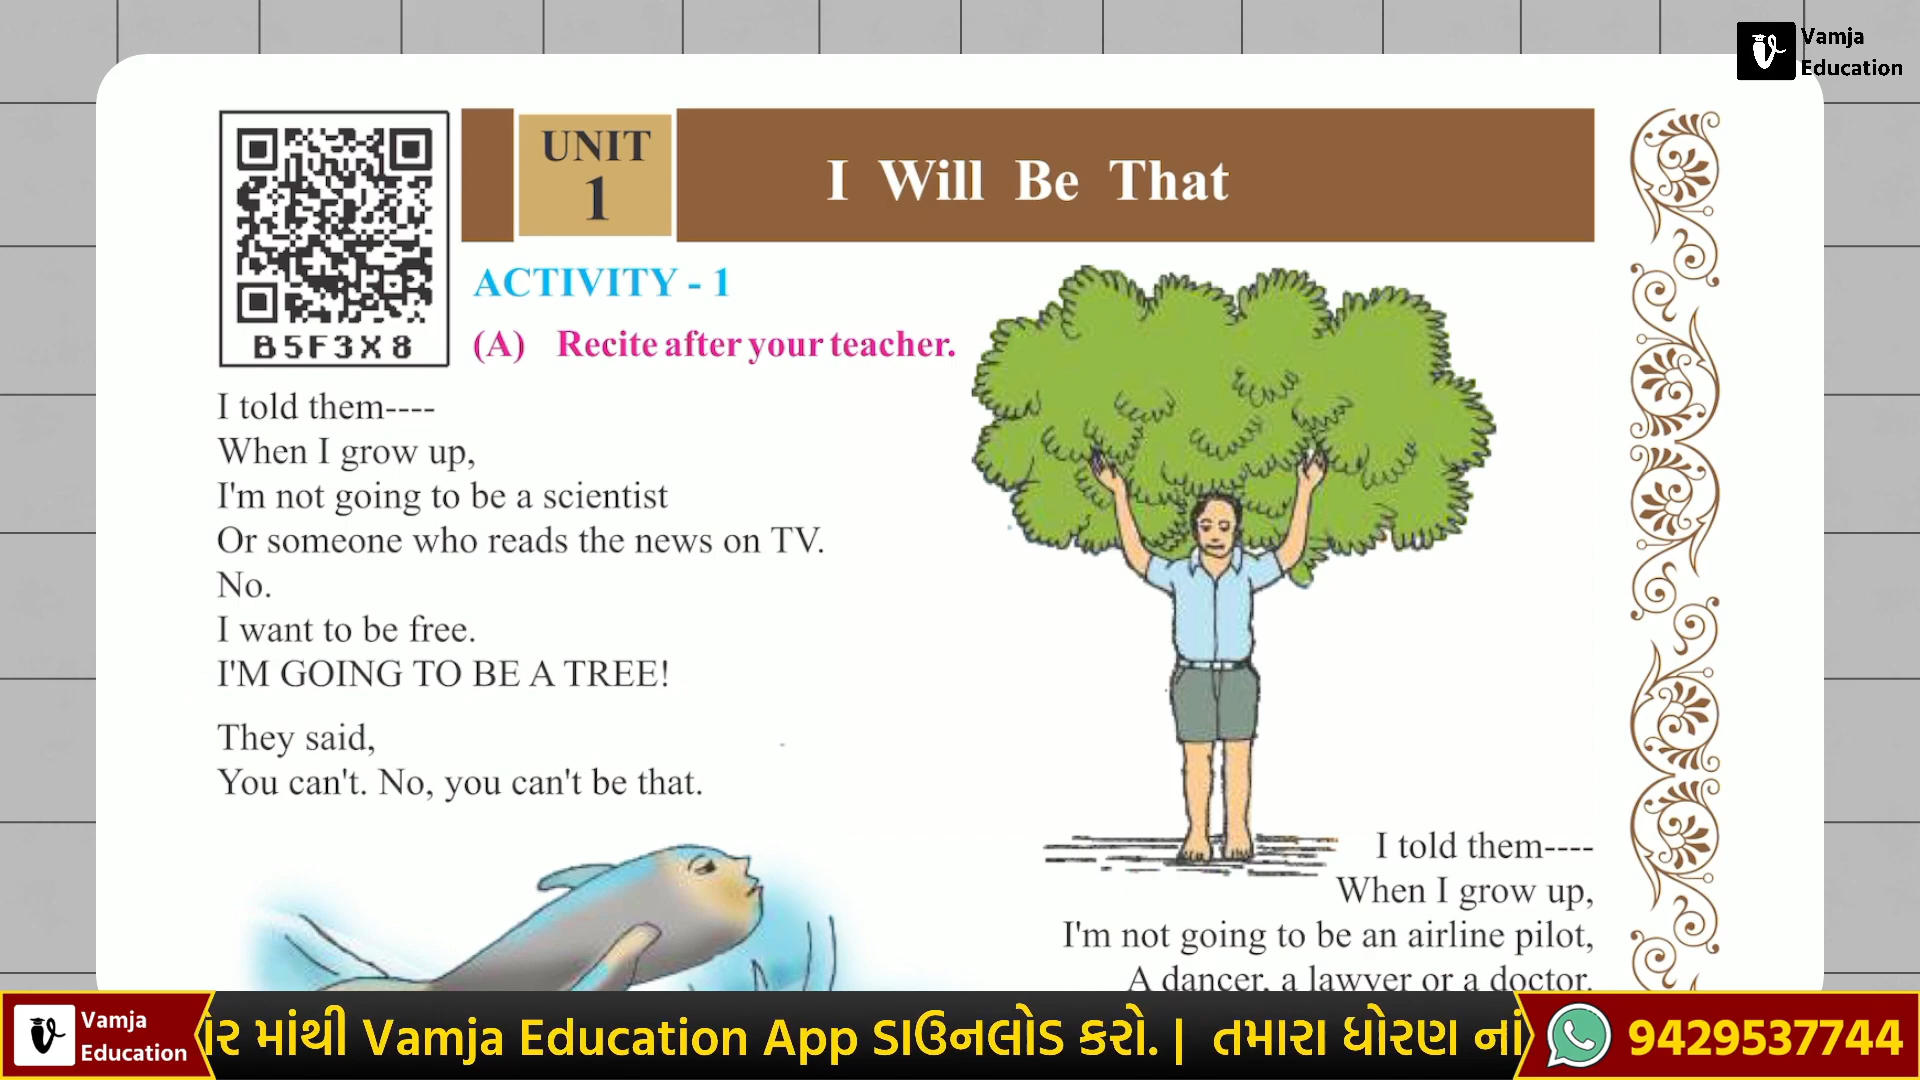 Vamja
Education
UNIT
1
I Will Be That
B5F3X8
ACTIVITY - 1
(A) Recite after your teacher.
I told them----
When I grow up,
I'm not going to be a scientist
Or someone who reads the news on TV.
No.
I want to be free.
I'M GOING TO BE A TREE!
They said,
You can't. No, you can't be that.
I told them----
When I grow up,
I'm not going to be an airline pilot,
A dancer, a lawyer or a doctor.
Vamja
Education
માંથી Vamja Education App ડાઉનલોડ કરો. | તમારા ધોરણ નાં
9429537744